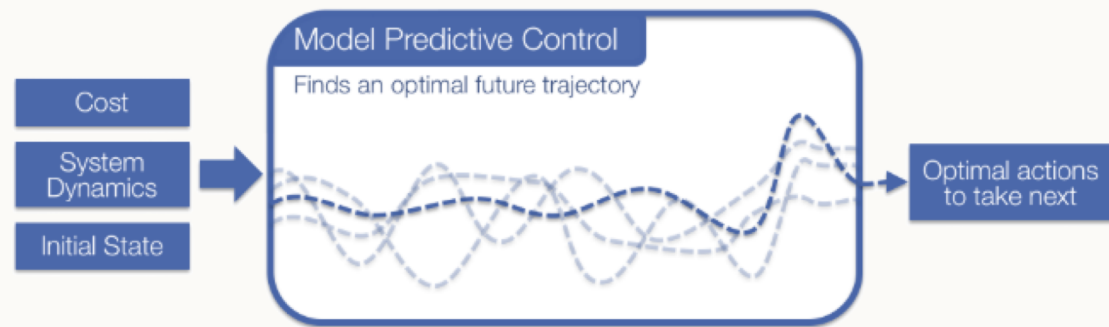 Model Predictive Control
Finds an optimal future trajectory
Cost
System
Dynamics
Initial State
Optimal actions
to take next